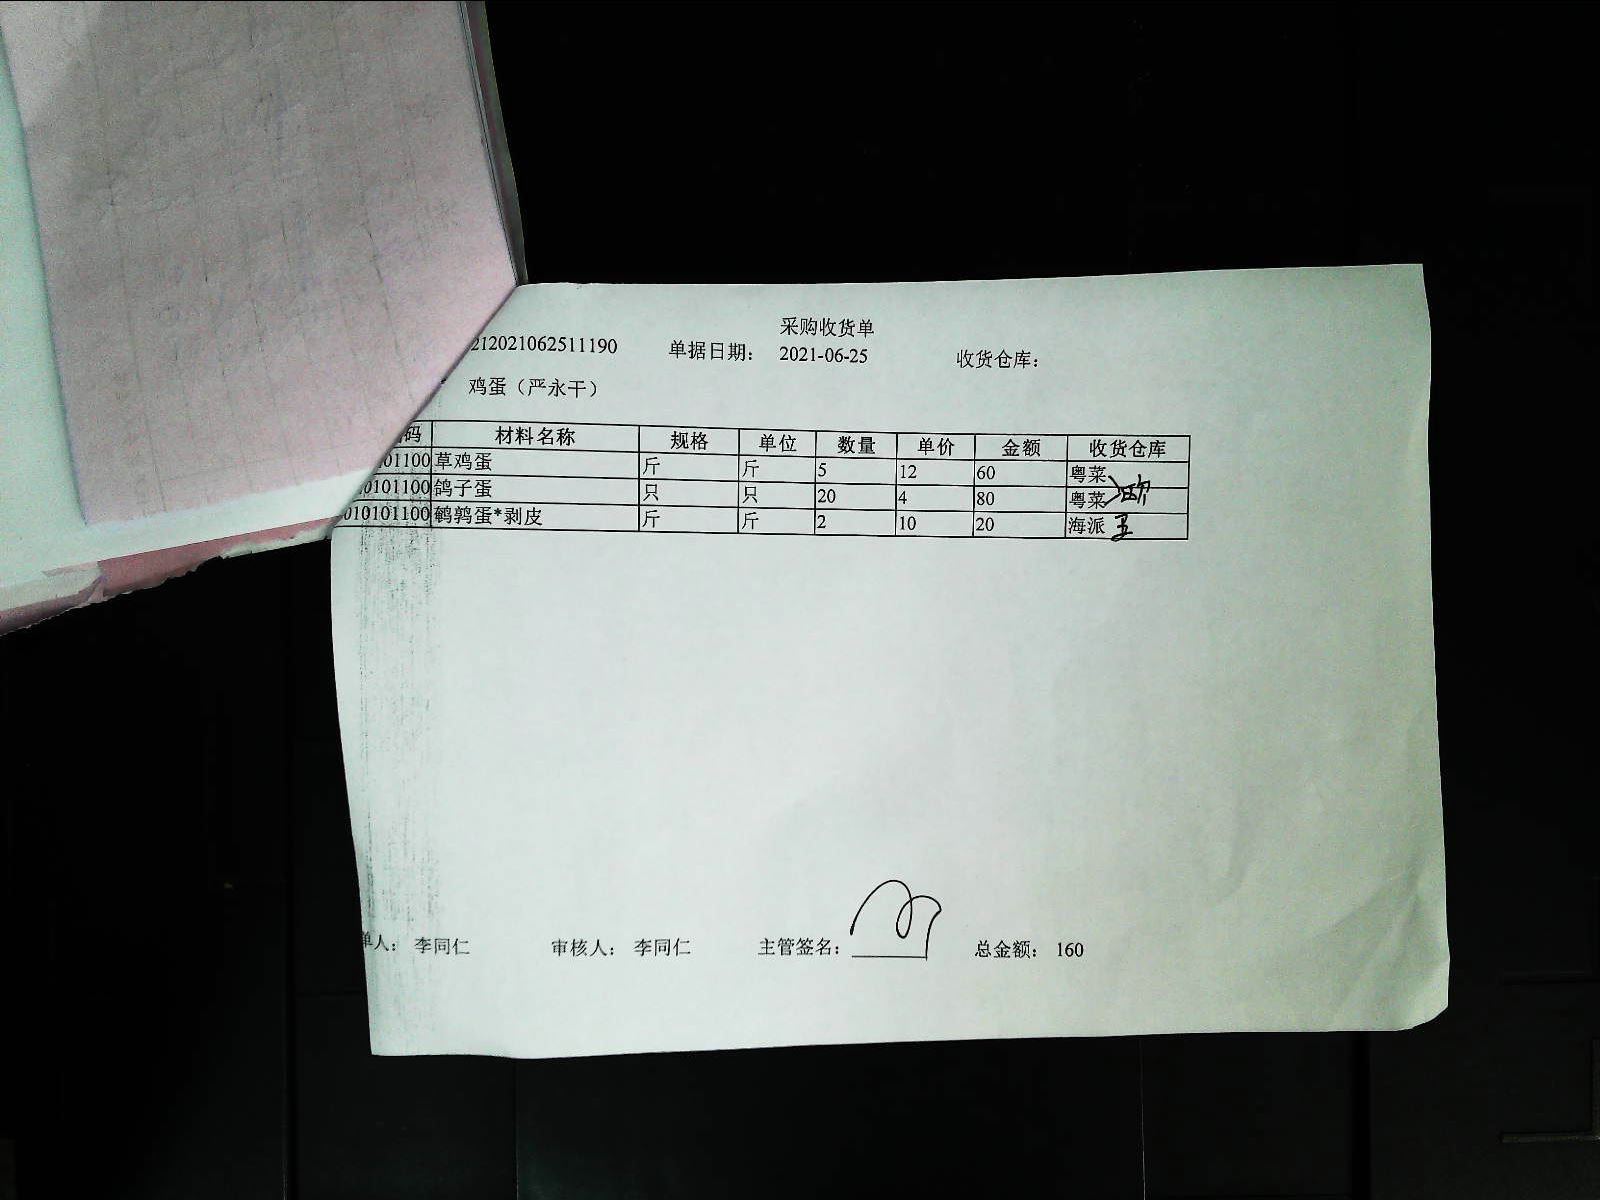 采购收货单
212021062511190 单据日期： 2021-06-25 收货仓库：
鸡蛋（严永干）
码 材料名称 规格 单位 数量 单价 金额 收货仓库
01100 草鸡蛋 斤 斤 5 12 60 粤菜
0101100 鸽子蛋 只 只 20 4 80 粤菜
010101100 鹌鹑蛋*剥皮 斤 斤 2 10 20 海派
单人： 李同仁 审核人： 李同仁 主管签名： 总金额： 160